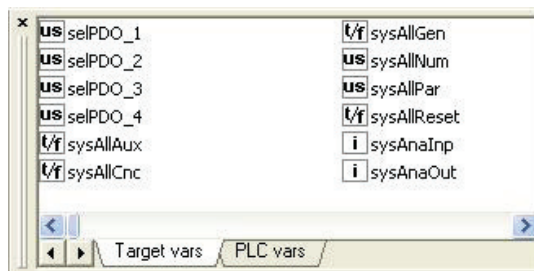 us selPDO_1
us selPDO_2
us selPDO_3
us selPDO_4
t/f sysAllAux
t/f sysAllCnc
t/f sysAllGen
us sysAllNum
us sysAllPar
t/f sysAllReset
i sysAnaInp
i sysAnaOut
Target vars PLC vars